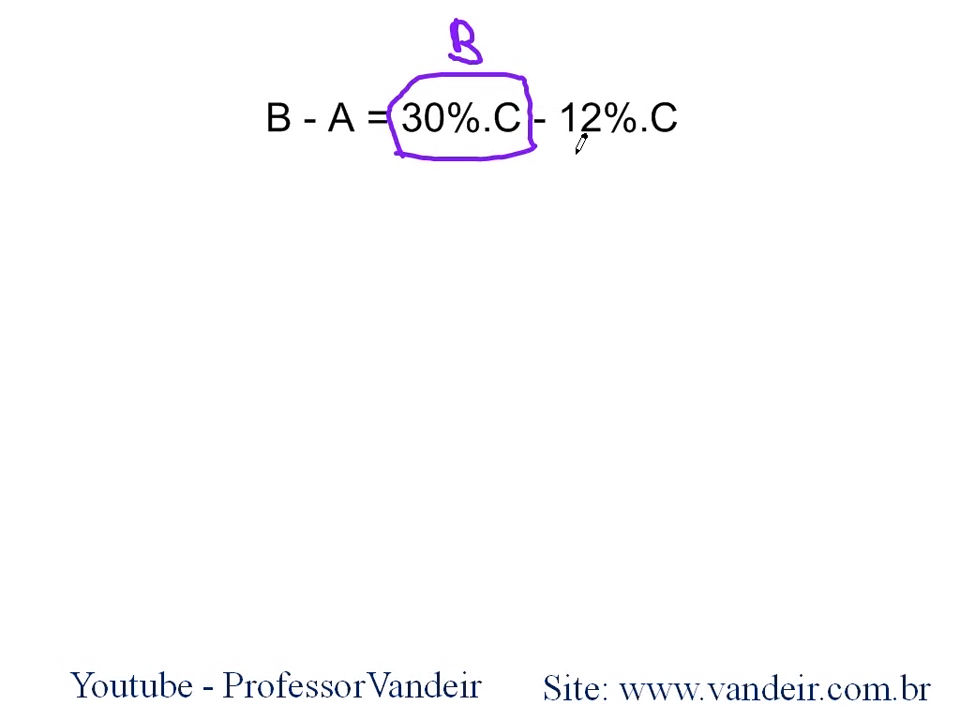 B
B - A = 30%.C - 12%.C
Youtube - ProfessorVandeir Site: www.vandeir.com.br